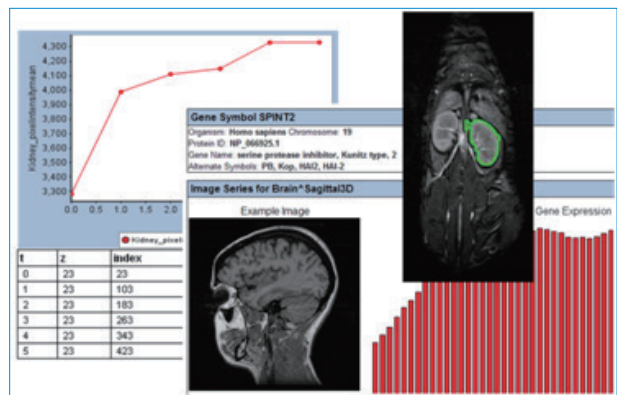 4,300
4,200
4,100
4,000
3,900
3,800
3,700
3,600
3,500
3,400
3,300
Kidney_pixelintensitymean
0.0 0.5 1.0 1.5 2.0
Kidney_pixeli
t z index
0 23 23
1 23 103
2 23 183
3 23 263
4 23 343
5 23 423
Gene Symbol SPINT2
Organism: Homo sapiens Chromosome: 19
Protein ID: NP_066925.1
Gene Name: serine protease inhibitor, Kunitz type, 2
Alternate Symbols: PB, Kop, HAI2, HAI-2
Image Series for Brain^Sagittal3D
Example Image
Gene Expression